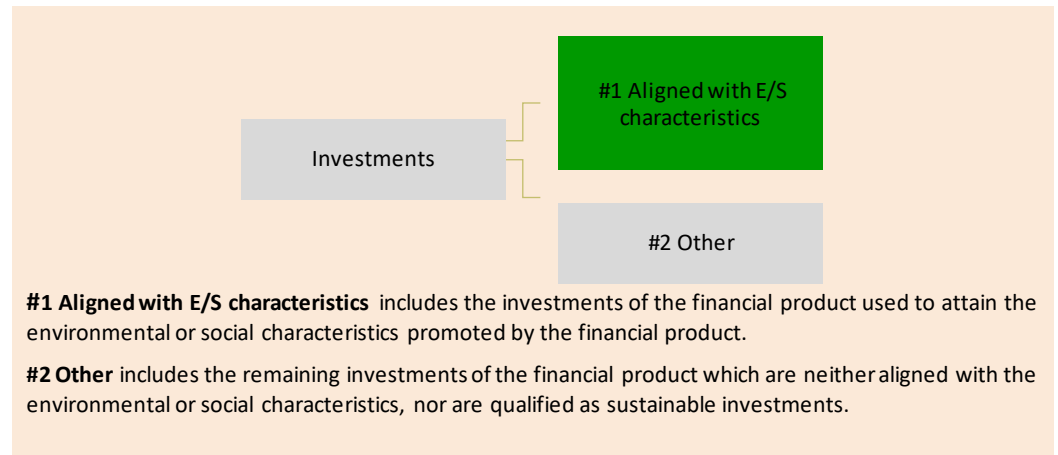 #1 Aligned with E/S
characteristics
Investments
#2 Other
#1 Aligned with E/S characteristics includes the investments of the financial product used to attain the
environmental or social characteristics promoted by the financial product.
#2 Other includes the remaining investments of the financial product which are neither aligned with the
environmental or social characteristics, nor are qualified as sustainable investments.